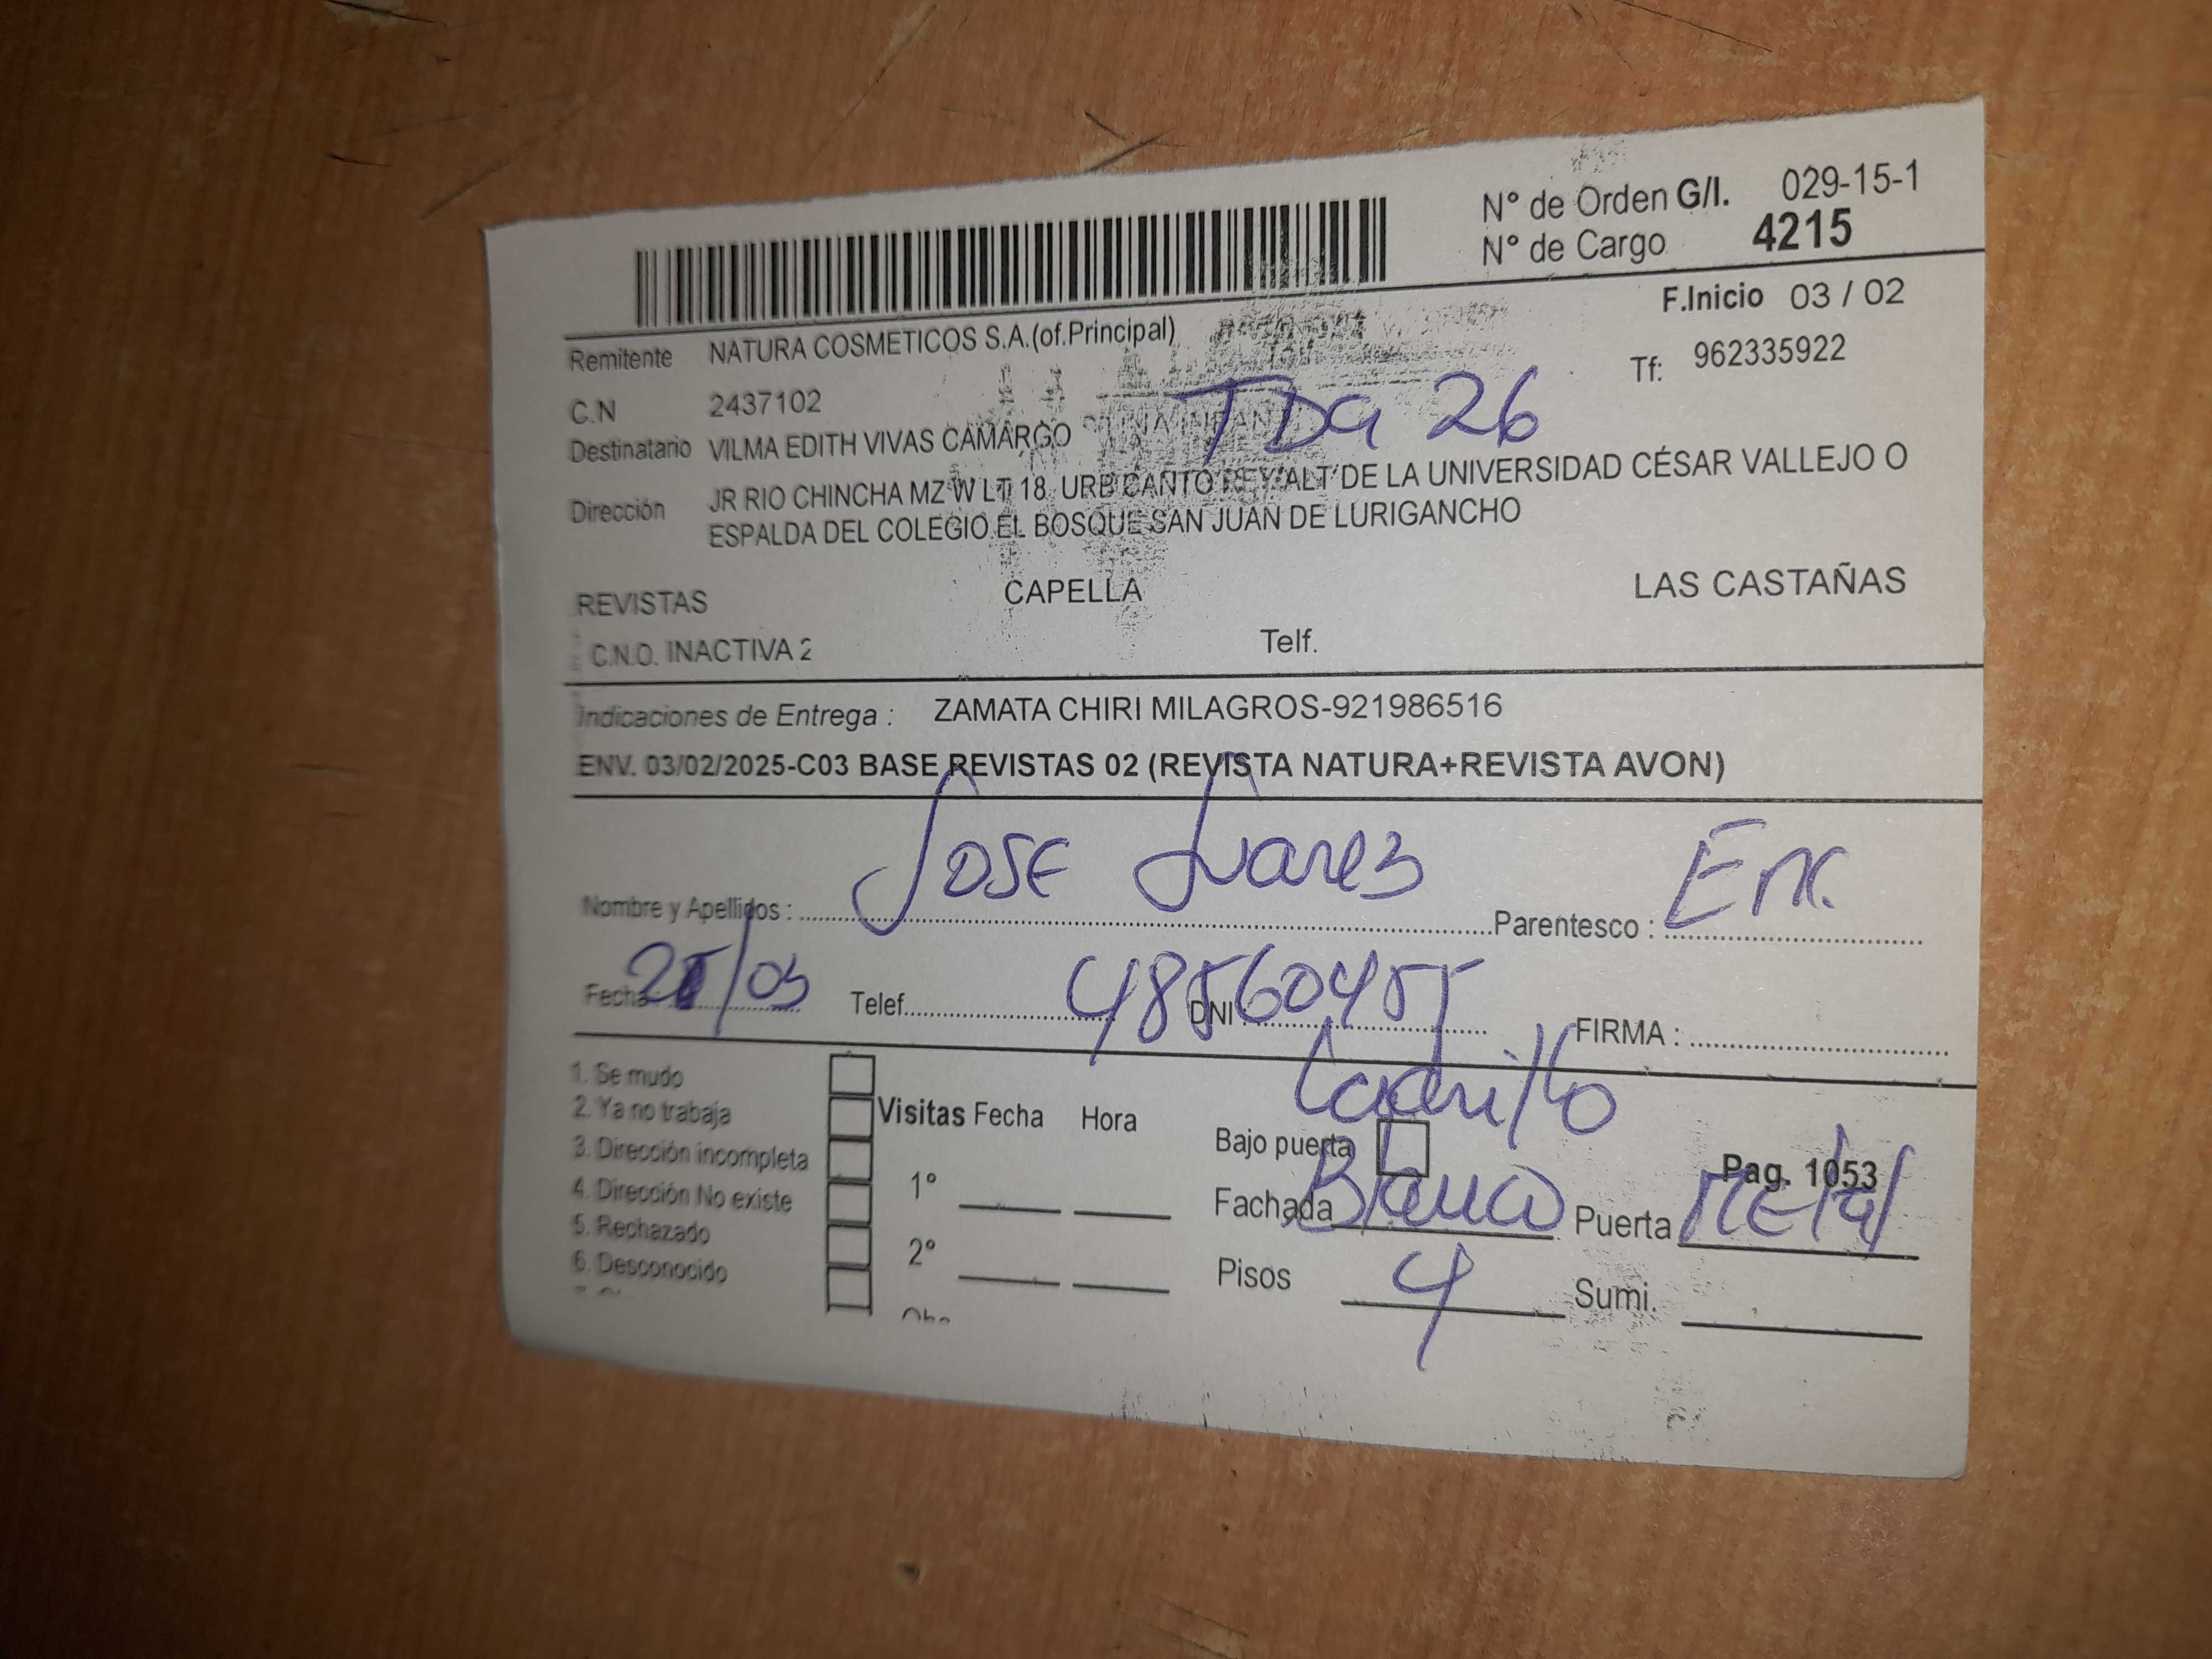 N° de Orden G/I. 029-15-1
N° de Cargo 4215
F.Inicio 03 / 02
Remitente NATURA COSMETICOS S.A.(of.Principal)
Tf: 962335922
C.N 2437102
TDa 26
Destinatario VILMA EDITH VIVAS CAMARGO
Dirección JR RIO CHINCHA MZ W LT 18 URB CANTO REY ALT DE LA UNIVERSIDAD CÉSAR VALLEJO O
ESPALDA DEL COLEGIO EL BOSQUE SAN JUAN DE LURIGANCHO
REVISTAS CAPELLA LAS CASTAÑAS
C.N.O. INACTIVA 2 Telf.
Indicaciones de Entrega : ZAMATA CHIRI MILAGROS-921986516
ENV. 03/02/2025-C03 BASE REVISTAS 02 (REVISTA NATURA+REVISTA AVON)
Nombre y Apellidos : JOSE Juarez Parentesco : Enc.
Fecha: /03 Telef. DNI: 48560455 FIRMA :
Ladrillo
1. Se mudo
2. Ya no trabaja
3. Dirección incompleta
4. Dirección No existe
5. Rechazado
6. Desconocido
Visitas Fecha Hora
1°
2°
Bajo puerta
Pag. 1053
Fachada Blanco Puerta Metal
Pisos 4 Sumi.